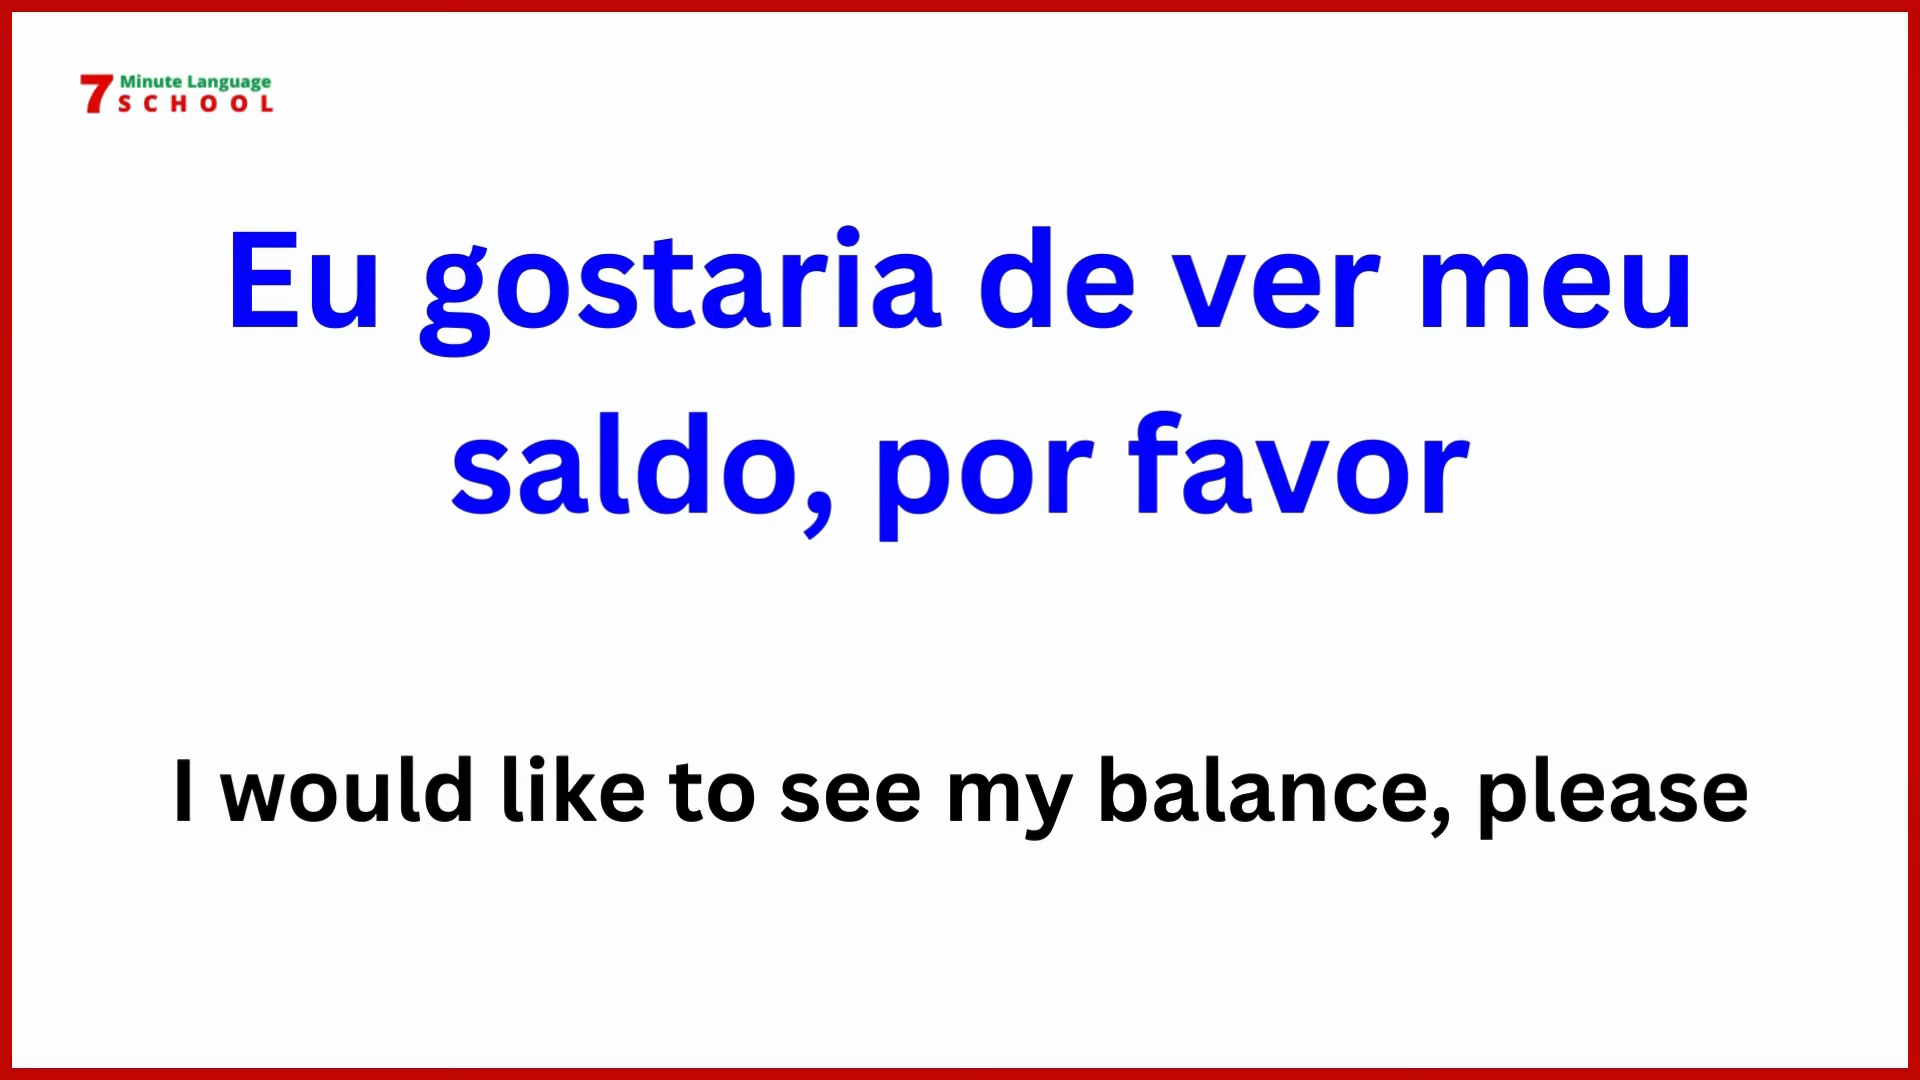 7 Minute Language
SCHOOL
Eu gostaria de ver meu
saldo, por favor
I would like to see my balance, please